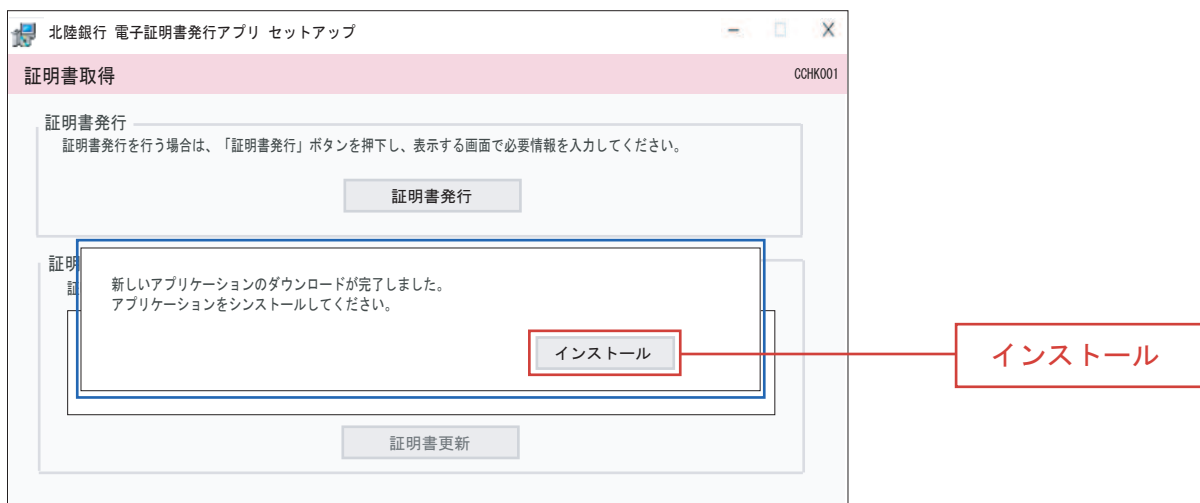 北陸銀行 電子証明書発行アプリ セットアップ
証明書取得
CCHK001
証明書発行
証明書発行を行う場合は、「証明書発行」ボタンを押下し、表示する画面で必要情報を入力してください。
証明書発行
証明
証
新しいアプリケーションのダウンロードが完了しました。
アプリケーションをシンストールしてください。
インストール
インストール
証明書更新